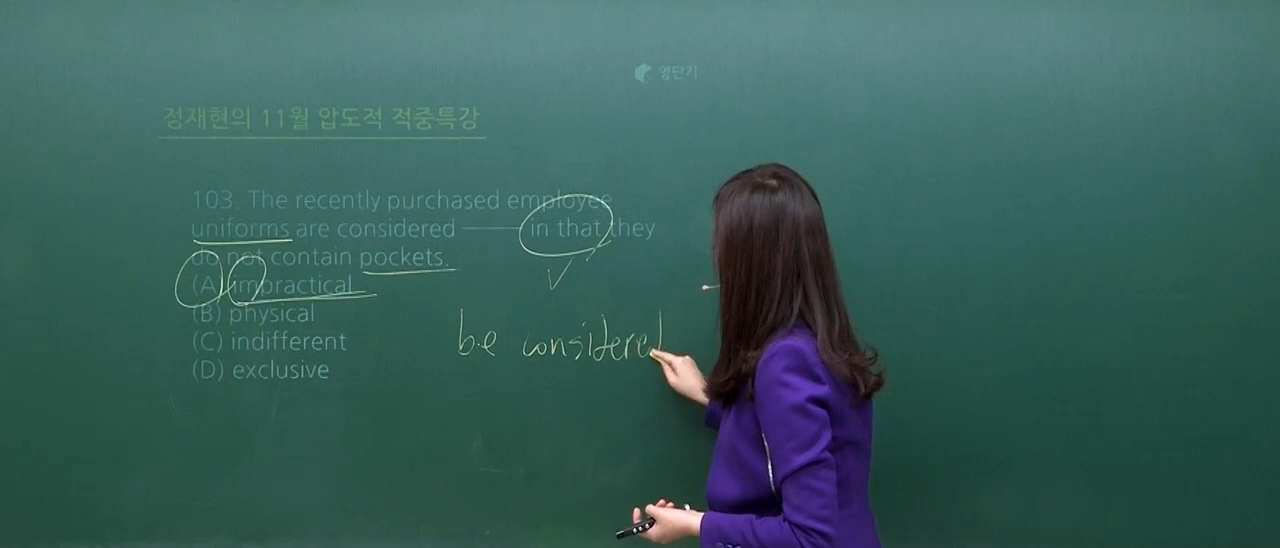 영단기
정재현의 11월 압도적 적중특강
103. The recently purchased employee
uniforms are considered ——— in that they
do not contain pockets.
(A) impractical
(B) physical
(C) indifferent
(D) exclusive
be considered